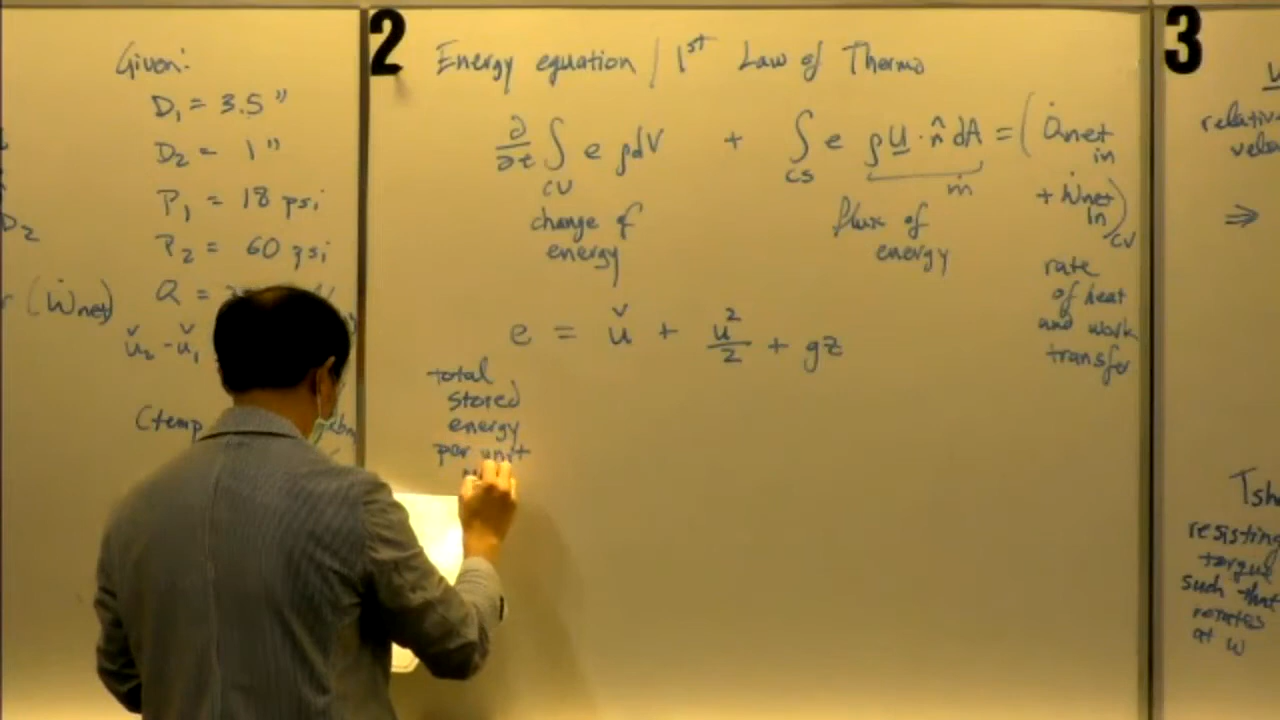 Given:
D₁ = 3.5"
D₂ = 1"
P₁ = 18 psi
P₂ = 60 psi
Q =
ǔ₂ - ǔ₁
(temp
D₂
(Ẇnet)
2
Energy equation / 1st Law of Thermo
∂/∂t ∫cv e ρdV + ∫cs e ρU·n̂ dA = (Q̇net in + Ẇnet in)cv
ṁ
change of energy
flux of energy
rate of heat and work transfer
e = ǔ + u²/2 + gz
total
stored
energy
per unit
3
relative
⇒
Tsh
resisting
torque
such that
rotates
at ω